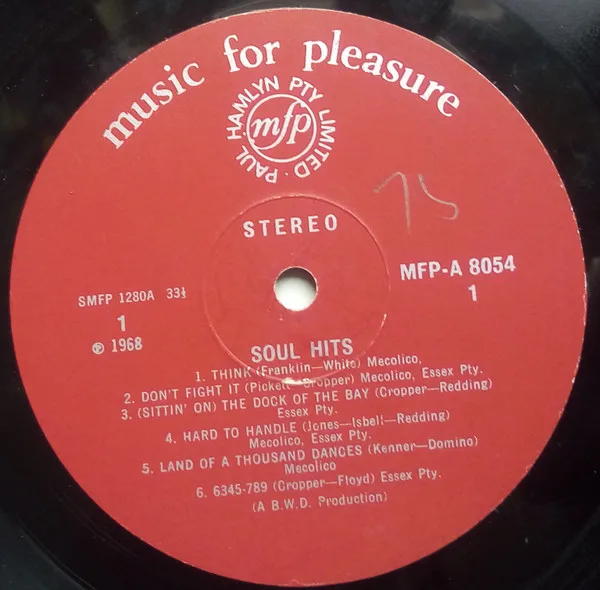 music for pleasure
PAUL HAMLYN PTY LIMITED ·
mfp
75
STEREO
SMFP 1280A 33⅓
MFP-A 8054
1
1
℗ 1968
SOUL HITS
1. THINK (Franklin—White) Mecolico,
2. DON'T FIGHT IT (Pickett—Cropper) Mecolico, Essex Pty.
3. (SITTIN' ON) THE DOCK OF THE BAY (Cropper—Redding)
Essex Pty.
4. HARD TO HANDLE (Jones—Isbell—Redding)
Mecolico, Essex Pty.
5. LAND OF A THOUSAND DANCES (Kenner—Domino)
Mecolico
6. 6345-789 (Cropper—Floyd) Essex Pty.
(A B.W.D. Production)